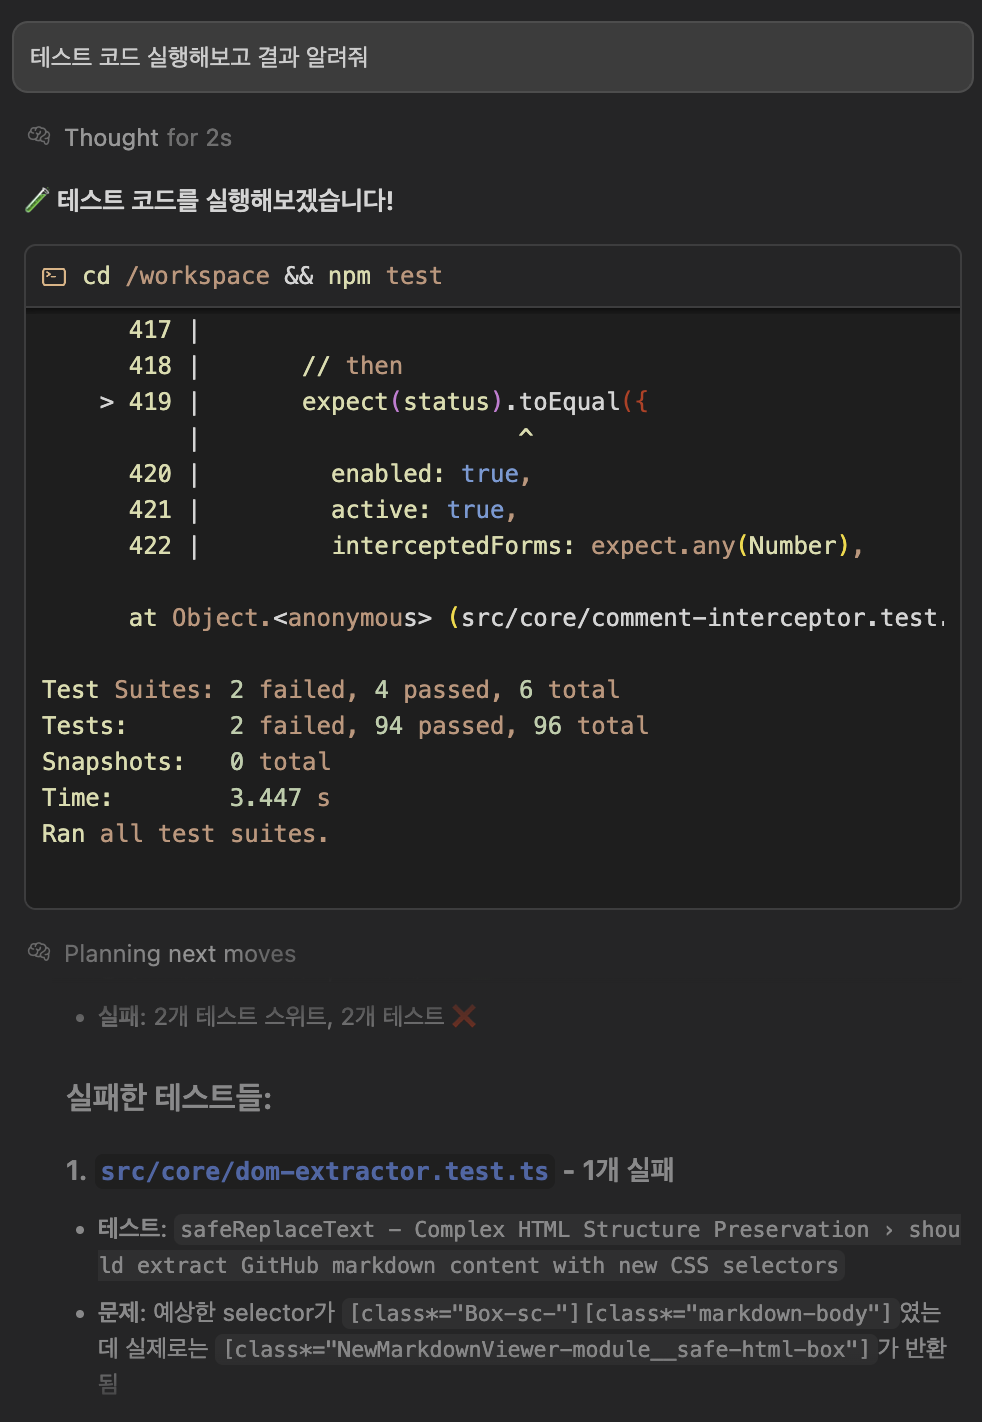 테스트 코드 실행해보고 결과 알려줘
Thought for 2s
테스트 코드를 실행해보겠습니다!
cd /workspace && npm test
417 |
418 | // then
> 419 | expect(status).toEqual({
| ^
420 | enabled: true,
421 | active: true,
422 | interceptedForms: expect.any(Number),
at Object.<anonymous> (src/core/comment-interceptor.test.
Test Suites: 2 failed, 4 passed, 6 total
Tests: 2 failed, 94 passed, 96 total
Snapshots: 0 total
Time: 3.447 s
Ran all test suites.
Planning next moves
• 실패: 2개 테스트 스위트, 2개 테스트 ❌
실패한 테스트들:
1. src/core/dom-extractor.test.ts - 1개 실패
• 테스트: safeReplaceText – Complex HTML Structure Preservation › shou
ld extract GitHub markdown content with new CSS selectors
• 문제: 예상한 selector가 [class*="Box-sc-"][class*="markdown-body"]였는
데 실제로는 [class*="NewMarkdownViewer-module__safe-html-box"]가 반환
됨